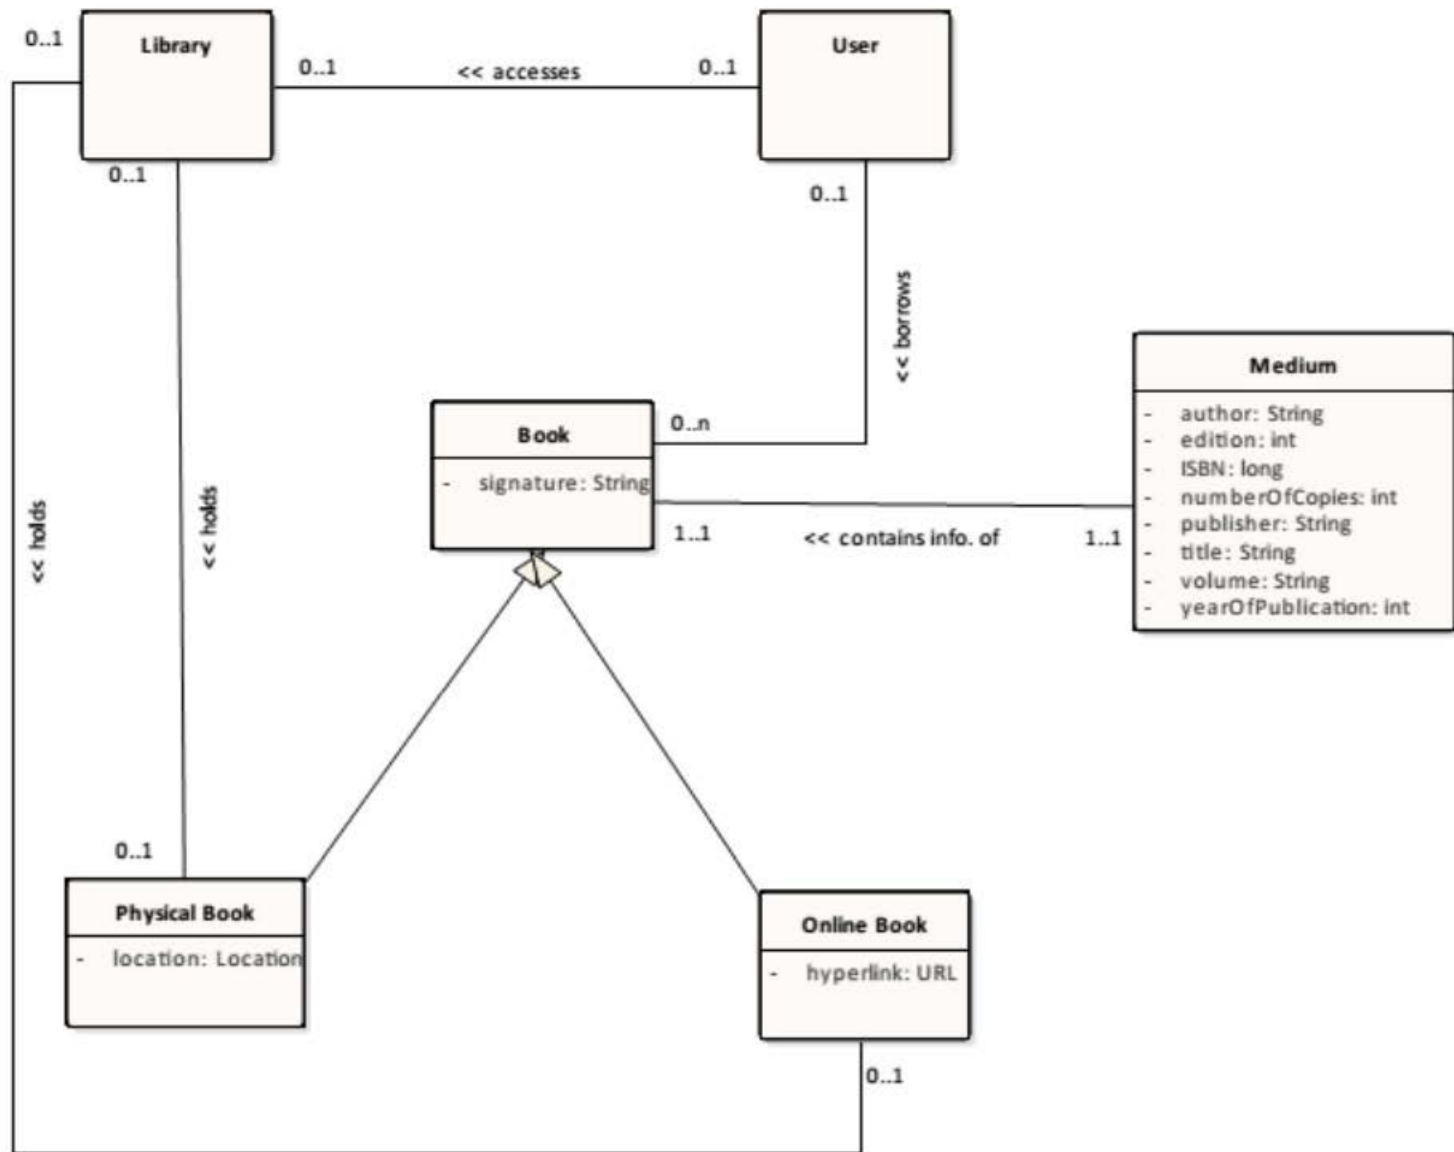 0..1
Library
User
0..1
<< accesses
0..1
0..1
0..1
<< borrows
Medium
- author: String
- edition: int
- ISBN: long
- numberOfCopies: int
- publisher: String
- title: String
- volume: String
- yearOfPublication: int
Book
- signature: String
0..n
1..1
<< contains info. of
1..1
<< holds
<< holds
0..1
Physical Book
- location: Location
Online Book
- hyperlink: URL
0..1